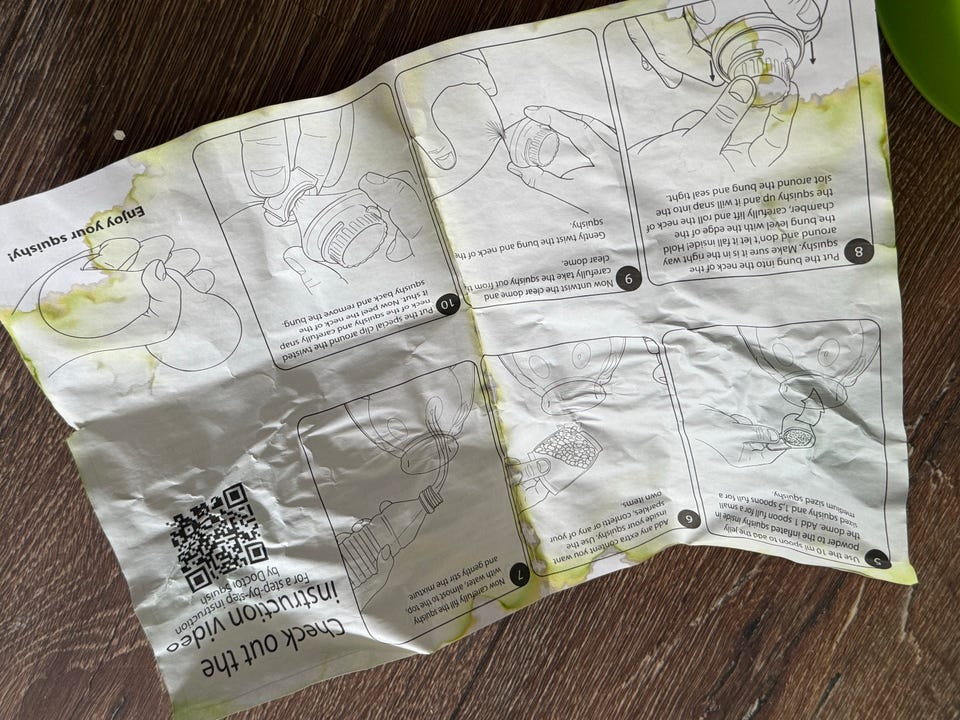 5
Use the 10 ml spoon to add the jelly
powder to the inflated squishy inside
the dome. Add 1 spoon full for a small
sized squishy and 1,5 spoons full for a
medium sized squishy.
6
Add any extra content you want
inside your squishy. Use the
sparkles, confetti or any of your
own items.
7
Now carefully fill the squishy
with water, almost to the top,
and gently stir the mixture
Check out the
instruction video
For a step-by-step instruction
by Doctor Squish
8
Put the bung into the neck of the
squishy. Make sure it is in the right way
around and don't let it fall inside! Hold
the bung level with the edge of the
chamber, carefully lift and roll the neck of
the squishy up and it will snap into the
slot around the bung and seal tight.
9
Now untwist the clear dome and
carefully take the squishy out from
clear dome.
Gently twist the bung and neck of the
squishy.
10
Put the special clip around the twisted
neck of the squishy and carefully snap
it shut. Now peel the neck of the
squishy back and remove the bung.
Enjoy your squishy!